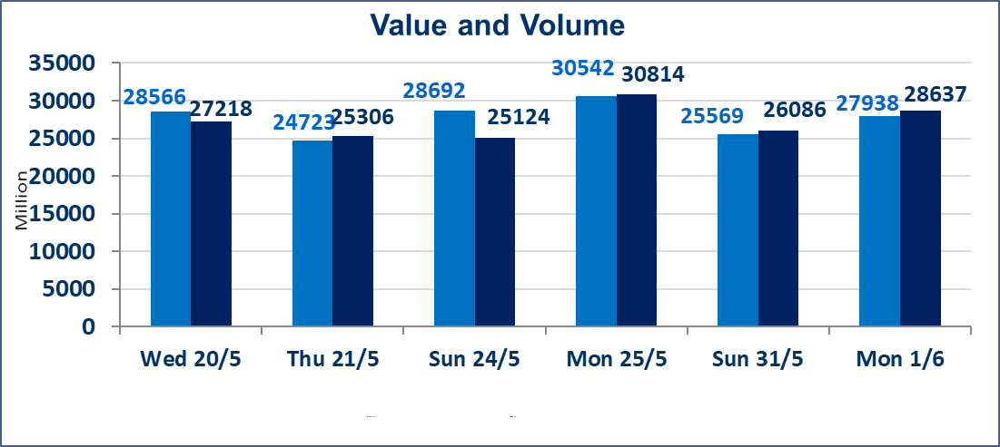 Value and Volume
35000
30000
25000
20000
15000
10000
5000
0
Million
28566
27218
24723
25306
28692
25124
30542
30814
25569
26086
27938
28637
Wed 20/5
Thu 21/5
Sun 24/5
Mon 25/5
Sun 31/5
Mon 1/6